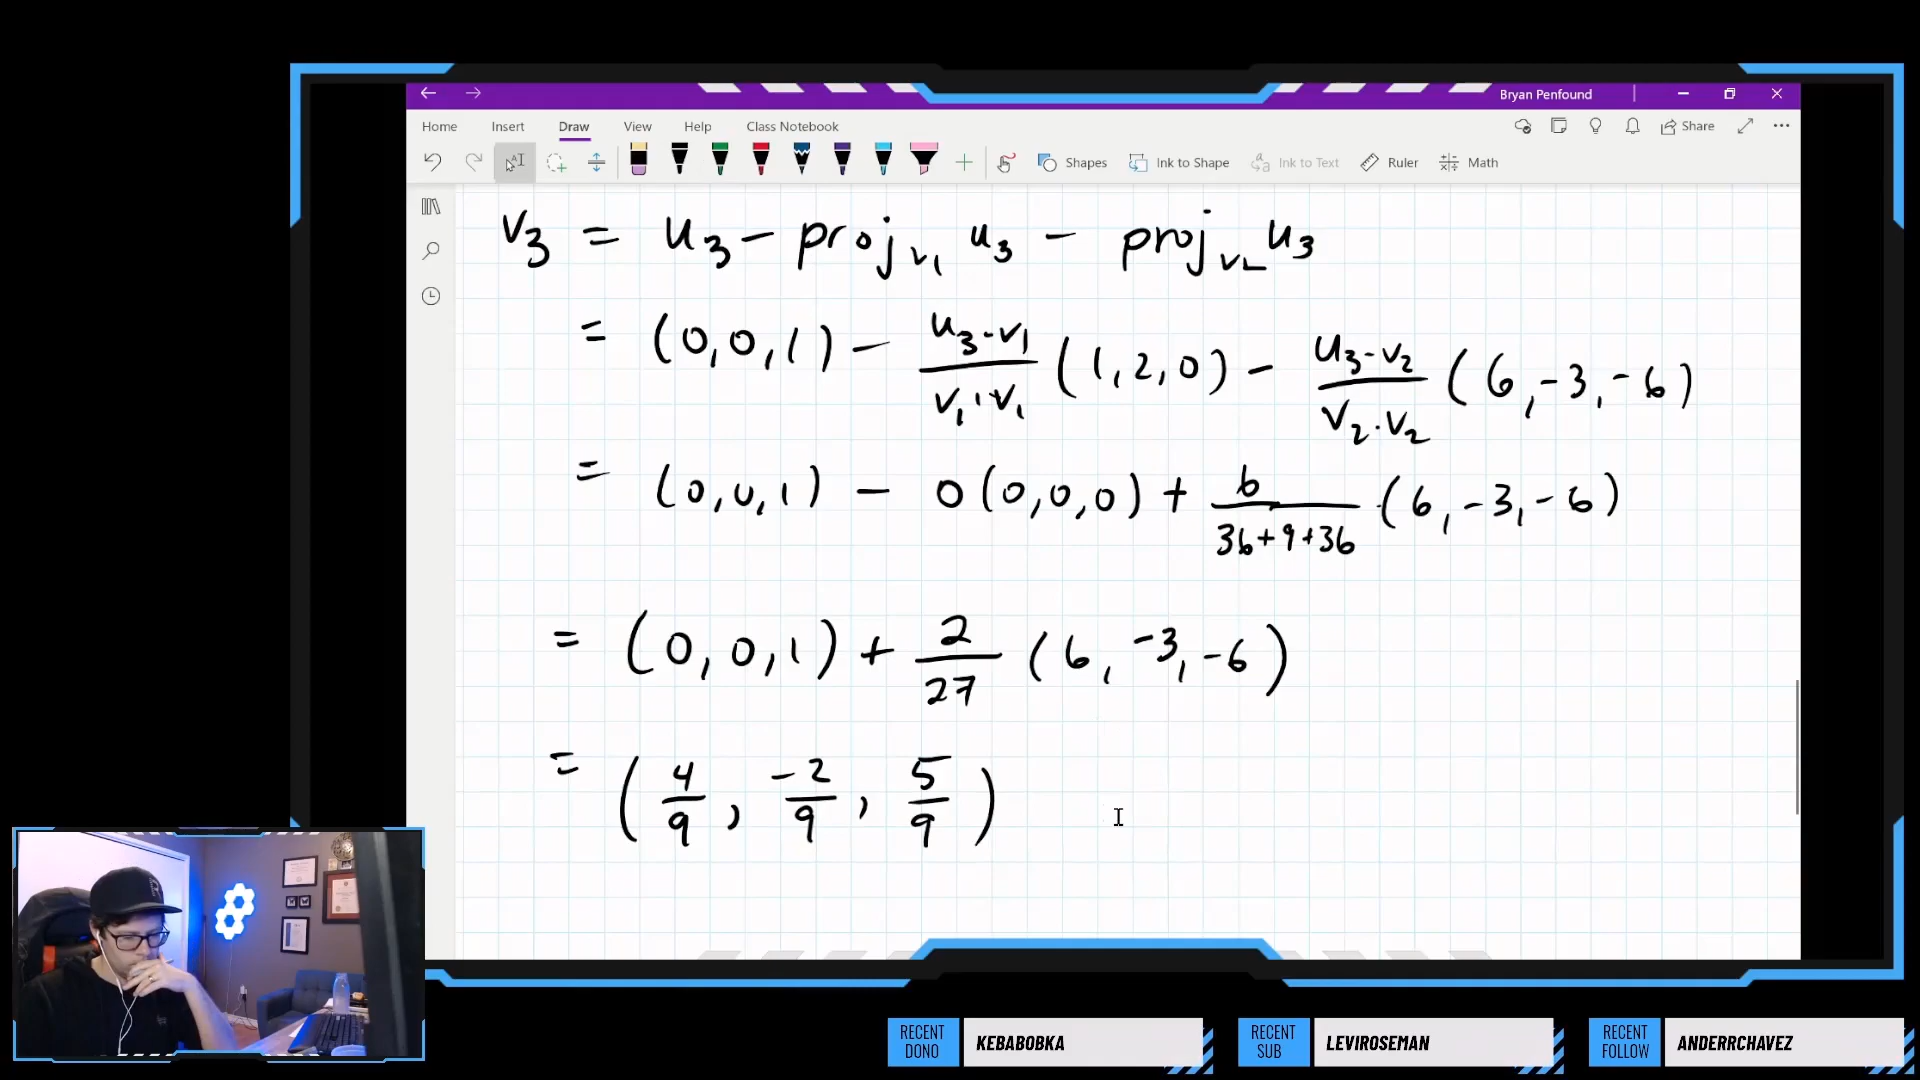 Bryan Penfound
Home Insert Draw View Help Class Notebook
Share
Shapes Ink to Shape Ink to Text Ruler Math
v₃ = u₃ - proj_v₁ u₃ - proj_v₂ u₃
= (0,0,1) - (u₃·v₁)/(v₁·v₁) (1,2,0) - (u₃·v₂)/(v₂·v₂) (6,-3,-6)
= (0,0,1) - 0(0,0,0) + 6/(36+9+36) (6,-3,-6)
= (0,0,1) + 2/27 (6,-3,-6)
= (4/9, -2/9, 5/9)
RECENT DONO KEBABOBKA
RECENT SUB LEVIROSEMAN
RECENT FOLLOW ANDERRCHAVEZ